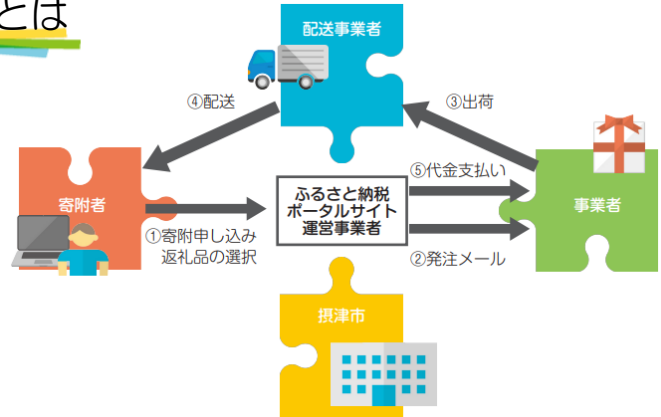 とは
配送事業者
④配送
③出荷
寄附者
ふるさと納税
ポータルサイト
運営事業者
⑤代金支払い
事業者
①寄附申し込み
返礼品の選択
②発注メール
摂津市